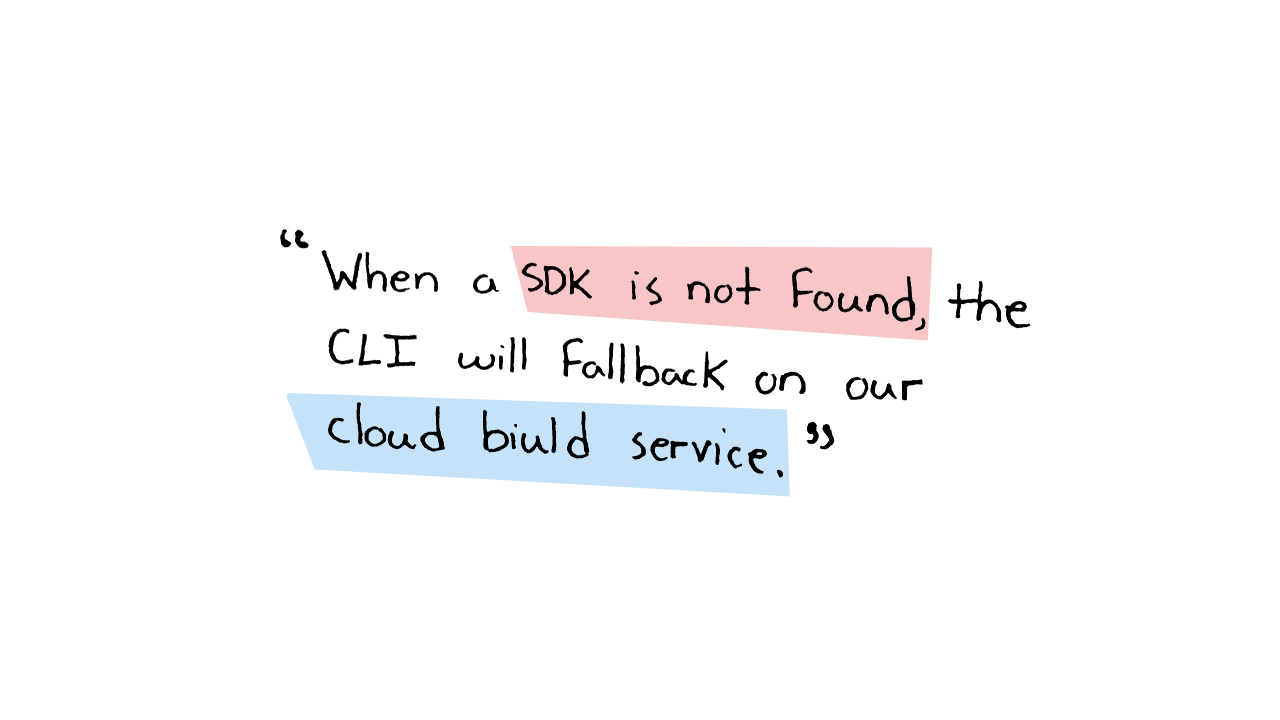 “When a SDK is not Found, the
CLI will Fallback on our
cloud biuld service.”